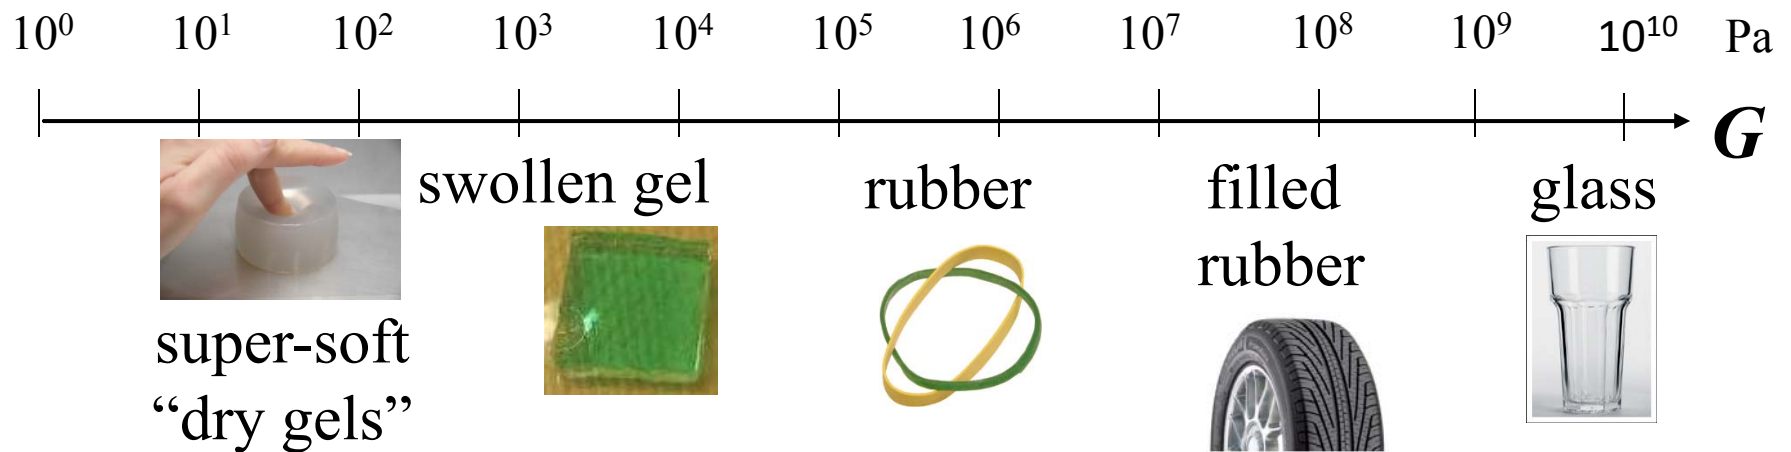 10⁰ 10¹ 10² 10³ 10⁴ 10⁵ 10⁶ 10⁷ 10⁸ 10⁹ 10¹⁰ Pa
G
swollen gel rubber filled glass
rubber
super-soft
“dry gels”